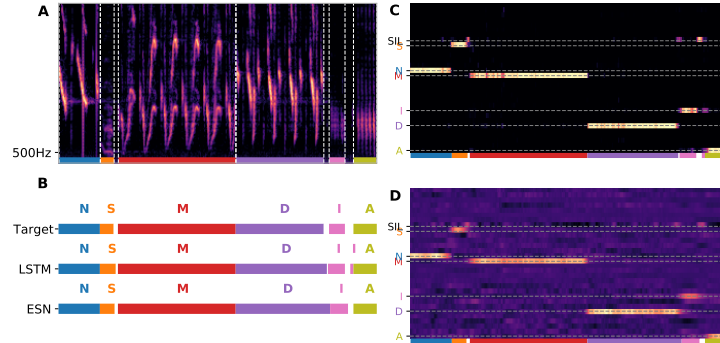 A
500Hz
B
N S M D I A
Target
N S M D I I A
LSTM
N S M D I A
ESN
C
SIL
S
N
M
I
D
A
D
SIL
S
N
M
I
D
A